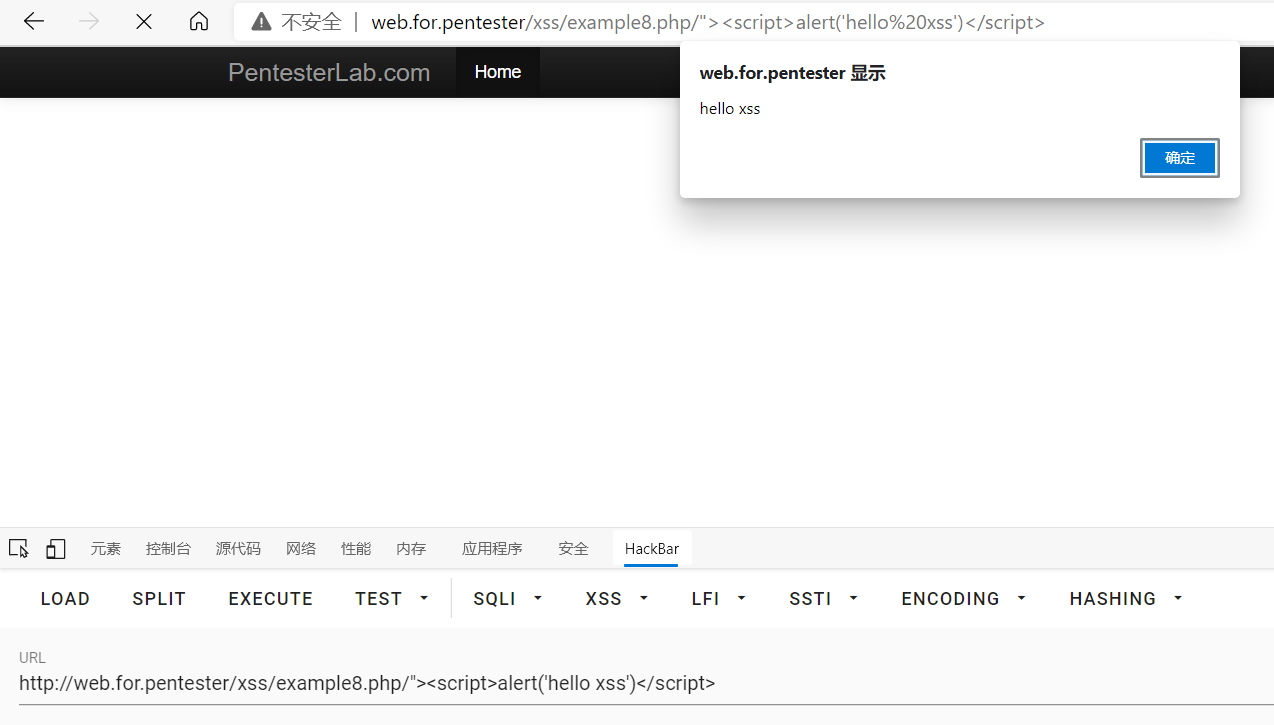 不安全 | web.for.pentester/xss/example8.php/"><script>alert('hello%20xss')</script>
PentesterLab.com Home
web.for.pentester 显示
hello xss
确定
元素 控制台 源代码 网络 性能 内存 应用程序 安全 HackBar
LOAD SPLIT EXECUTE TEST SQLI XSS LFI SSTI ENCODING HASHING
URL
http://web.for.pentester/xss/example8.php/"><script>alert('hello xss')</script>